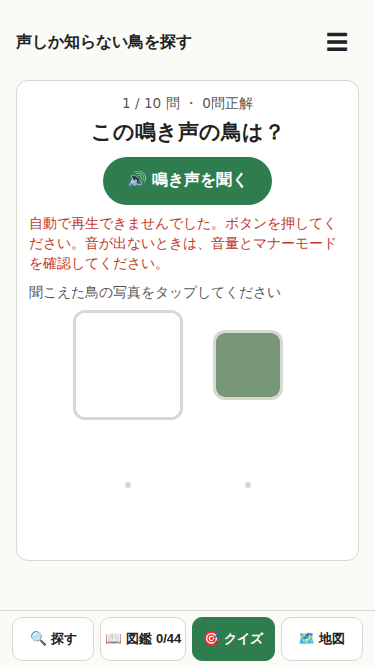 声しか知らない鳥を探す
1 / 10 問 ・ 0問正解
この鳴き声の鳥は？
🔊 鳴き声を聞く
自動で再生できませんでした。ボタンを押してく
ださい。音が出ないときは、音量とマナーモード
を確認してください。
聞こえた鳥の写真をタップしてください
🔍 探す
📖 図鑑 0/44
🎯 クイズ
🗺️ 地図